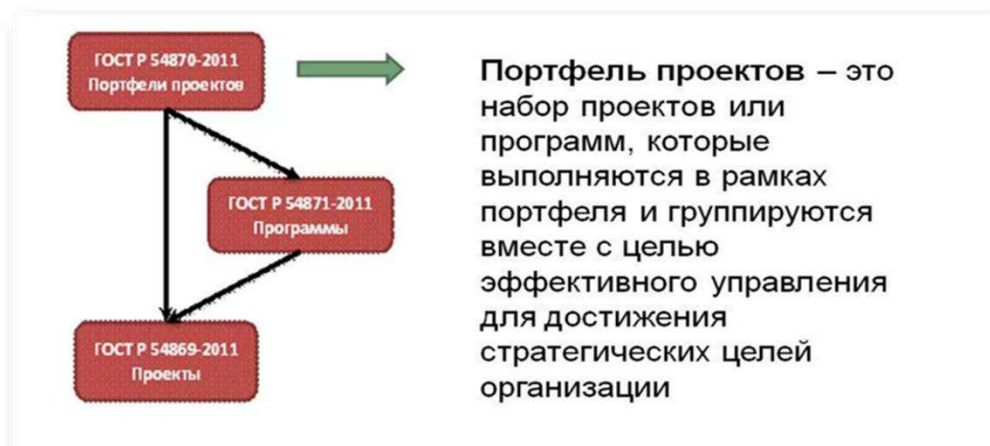 ГОСТ Р 54870-2011
Портфели проектов
ГОСТ Р 54871-2011
Программы
ГОСТ Р 54869-2011
Проекты
Портфель проектов – это
набор проектов или
программ, которые
выполняются в рамках
портфеля и группируются
вместе с целью
эффективного управления
для достижения
стратегических целей
организации